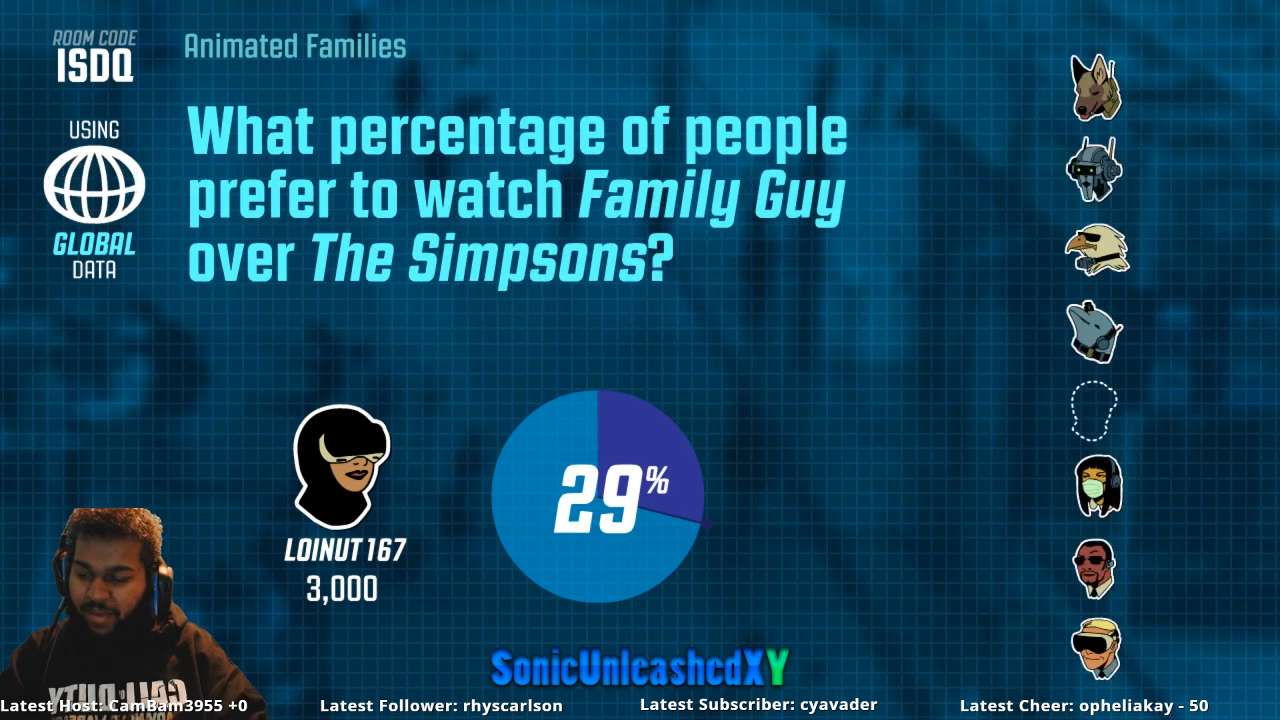 ROOM CODE
ISDQ
Animated Families
USING
GLOBAL
DATA
What percentage of people
prefer to watch Family Guy
over The Simpsons?
29%
LOINUT 167
3,000
SonicUnleashedXY
Latest Host: CamBam3955 +0
Latest Follower: rhyscarlson
Latest Subscriber: cyavader
Latest Cheer: opheliakay - 50